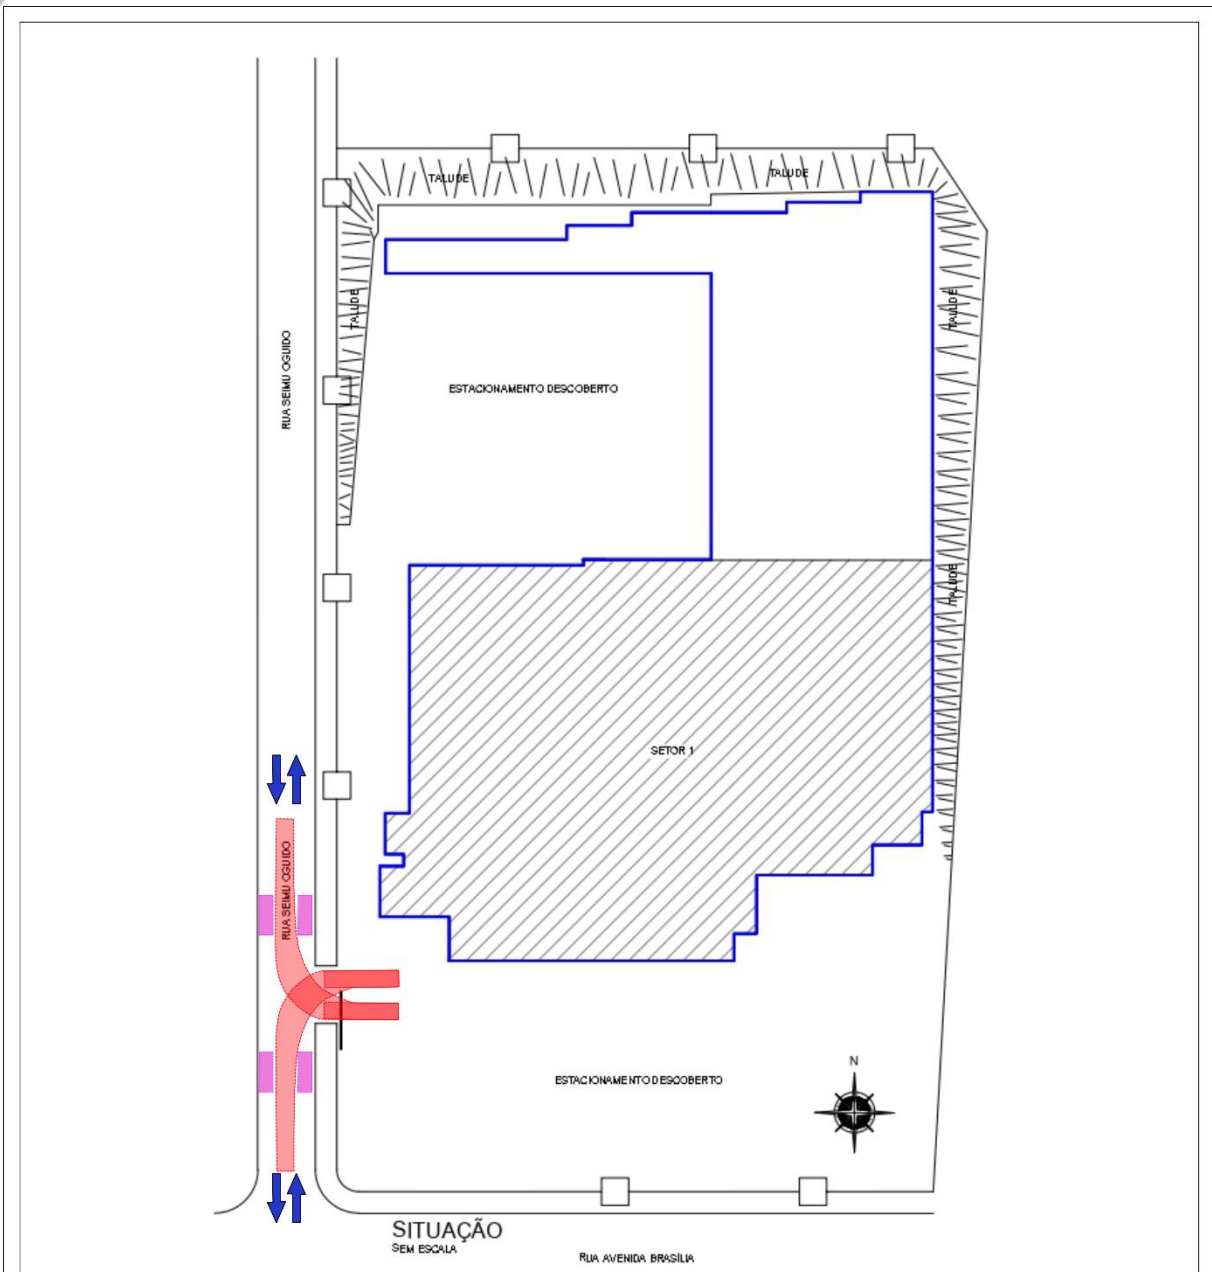 TALUDE
TALUDE
TALUDE
TALUDE
RUA SEIMU OGUIDO
ESTACIONAMENTO DESCOBERTO
TALUDE
SETOR 1
RUA SEIMU OGUIDO
N
ESTACIONAMENTO DESCOBERTO
SITUAÇÃO
SEM ESCALA
RUA AVENIDA BRASÍLIA